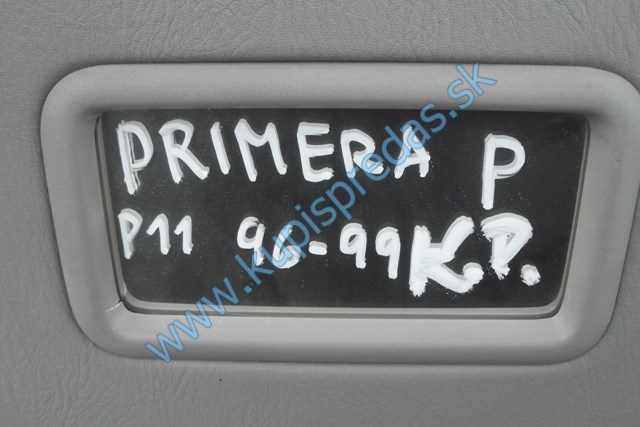 PRIMERA P
P11 96-99 K.P.
www.kupispredas.sk